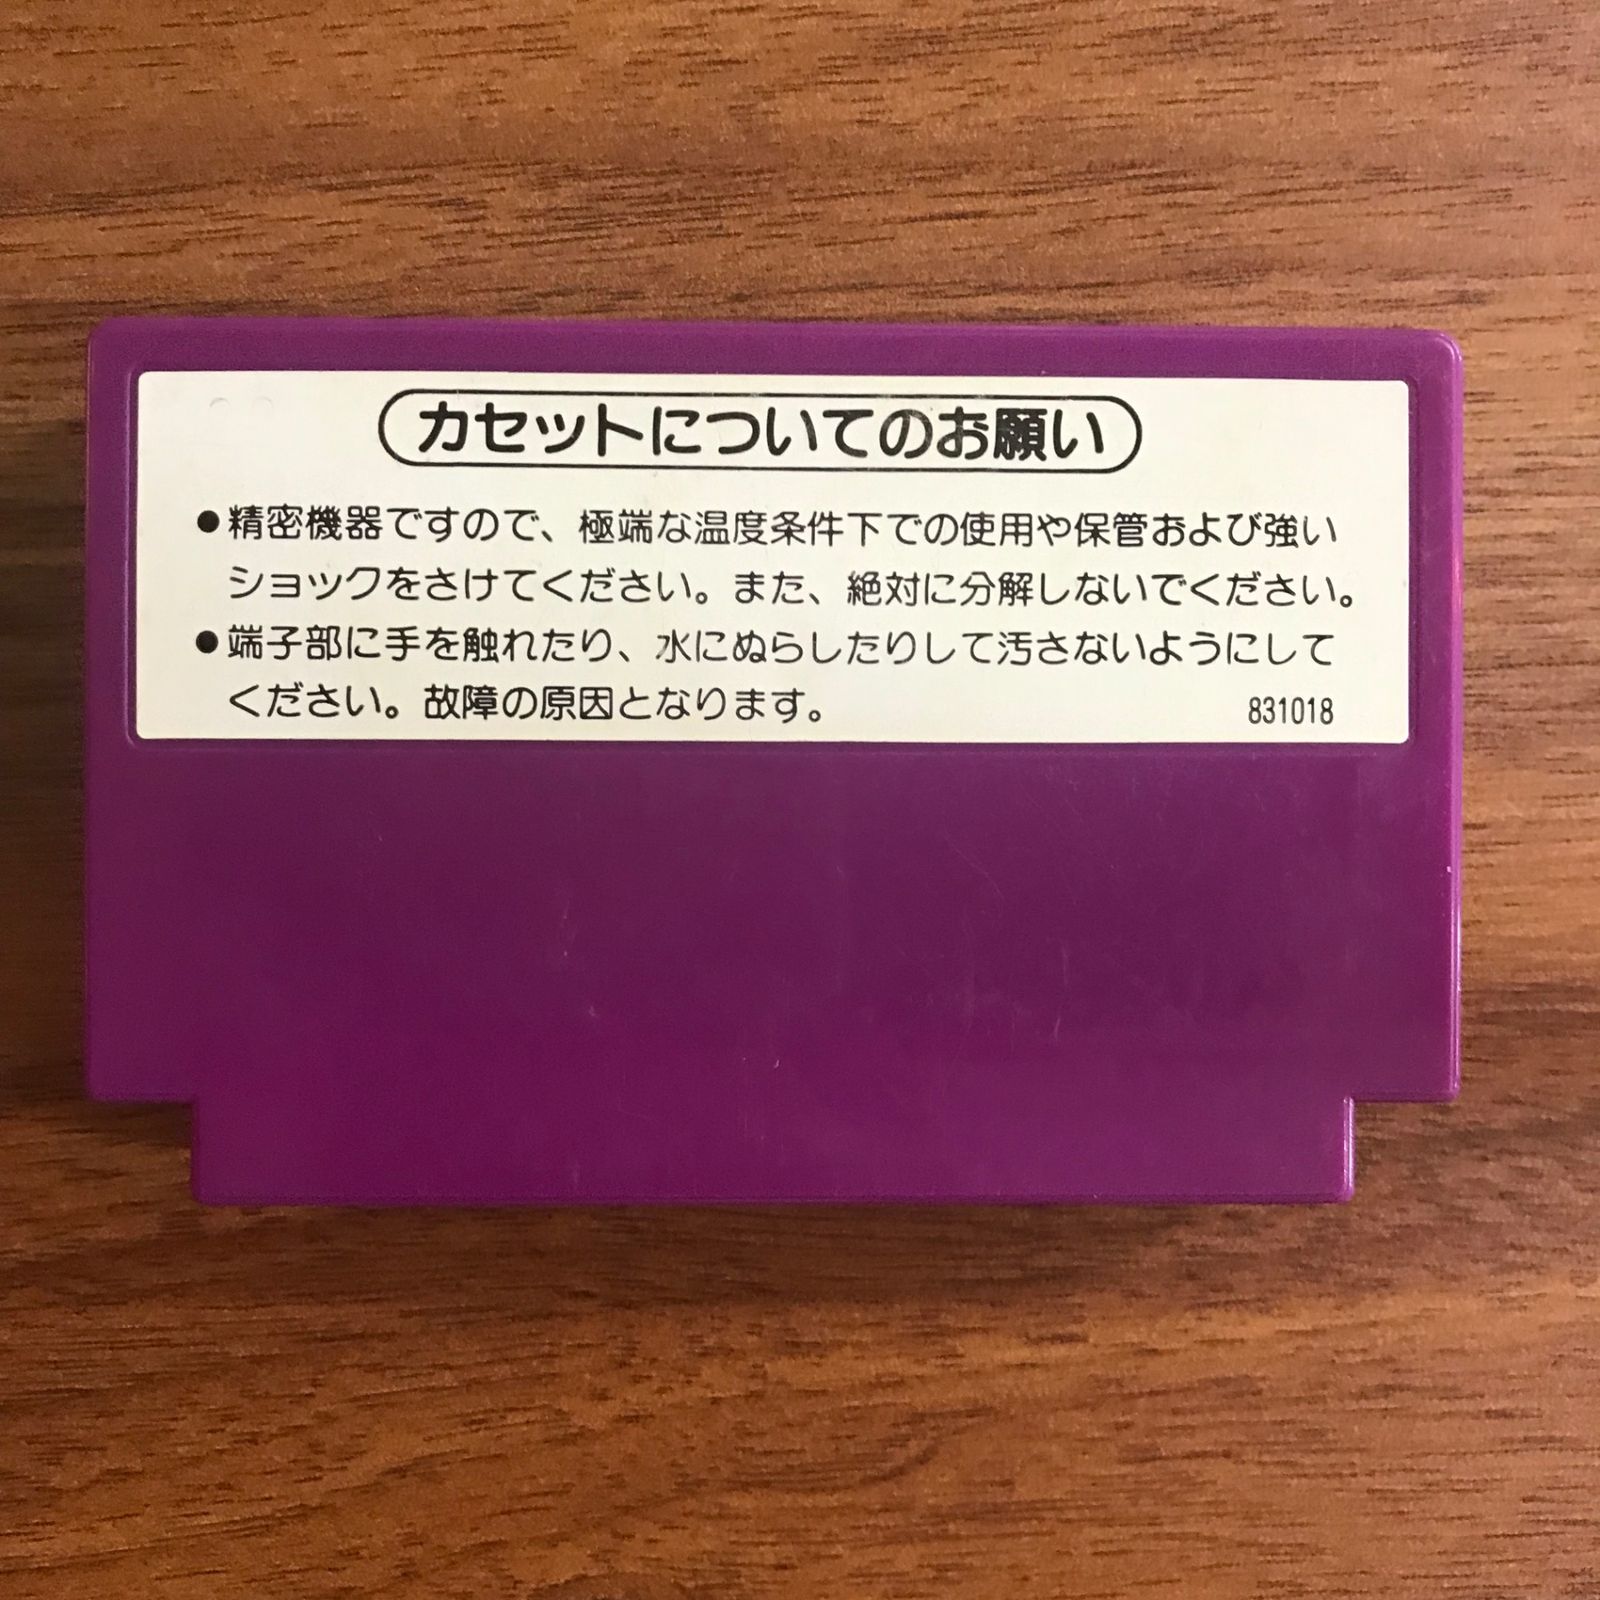 カセットについてのお願い
●精密機器ですので、極端な温度条件下での使用や保管および強い
ショックをさけてください。また、絶対に分解しないでください。
●端子部に手を触れたり、水にぬらしたりして汚さないようにして
ください。故障の原因となります。
831018